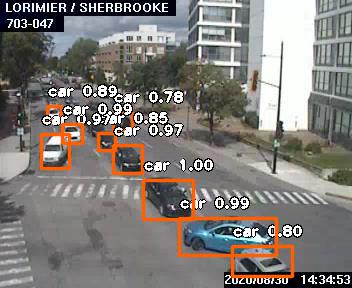 LORIMIER / SHERBROOKE
703-047
car 0.89
car 0.78
car 0.99
car 0.97
car 0.85
car 0.97
car 1.00
car 0.99
car 0.80
2020/08/30 14:34:53